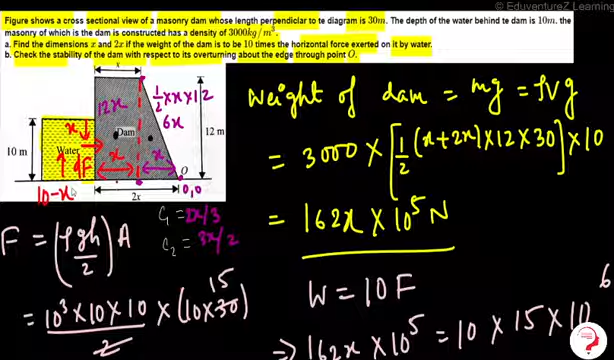 © EduventureZ Learning
Figure shows a cross sectional view of a masonry dam whose length perpendiclar to te diagram is 30m. The depth of the water behind te dam is 10m. the
masonry of which is the dam is constructed has a density of 3000kg/m³.
a. Find the dimensions x and 2x if the weight of the dam is to be 10 times the horizontal force exerted on it by water.
b. Check the stability of the dam with respect to its overturning about the edge through point O.
x
12x
½ × x × 12
6x
Dam
Water
x
dF
x
x
10 m
12 m
O
0,0
2x
10-x
C₁ = 2x/3
C₂ = 3x/2
F = (ρgh/2) A
= 10³ × 10 × 10 / 2 × (10 × 30)
15
Weight of dam = mg = ρVg
= 3000 × [½ (x + 2x) × 12 × 30] × 10
= 162x × 10⁵ N
W = 10F
⇒ 162x × 10⁵ = 10 × 15 × 10⁶